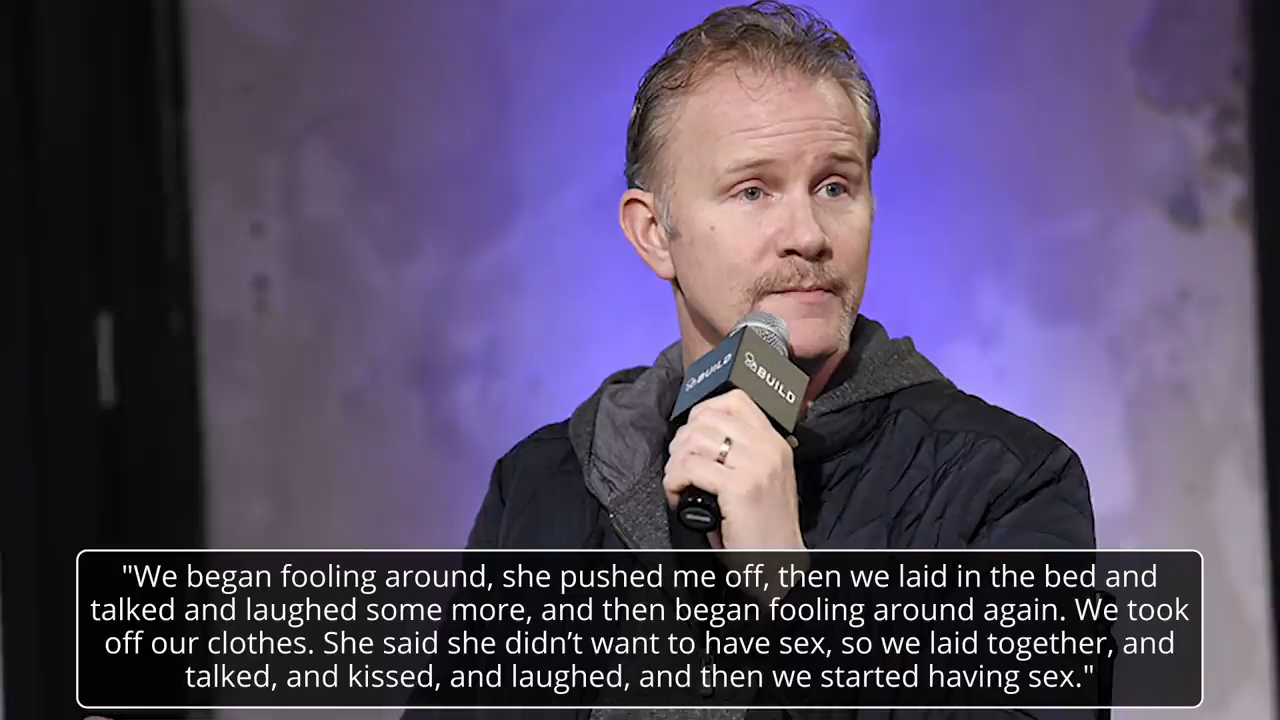 BUILD
BUILD
"We began fooling around, she pushed me off, then we laid in the bed and
talked and laughed some more, and then began fooling around again. We took
off our clothes. She said she didn’t want to have sex, so we laid together, and
talked, and kissed, and laughed, and then we started having sex."